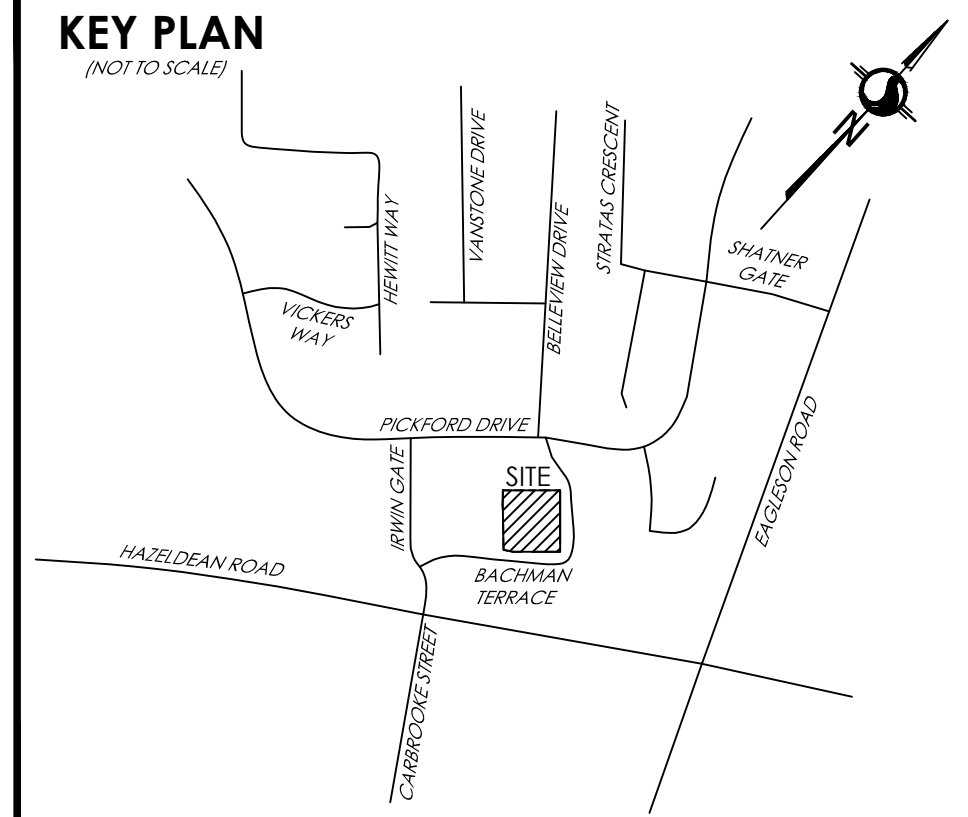 KEY PLAN
(NOT TO SCALE)
N
STRATAS CRESCENT
VANSTONE DRIVE
HEWITT WAY
BELLEVIEW DRIVE
SHATNER
GATE
VICKERS
WAY
PICKFORD DRIVE
IRWIN GATE
SITE
EAGLESON ROAD
HAZELDEAN ROAD
BACHMAN
TERRACE
CARBROOKE STREET